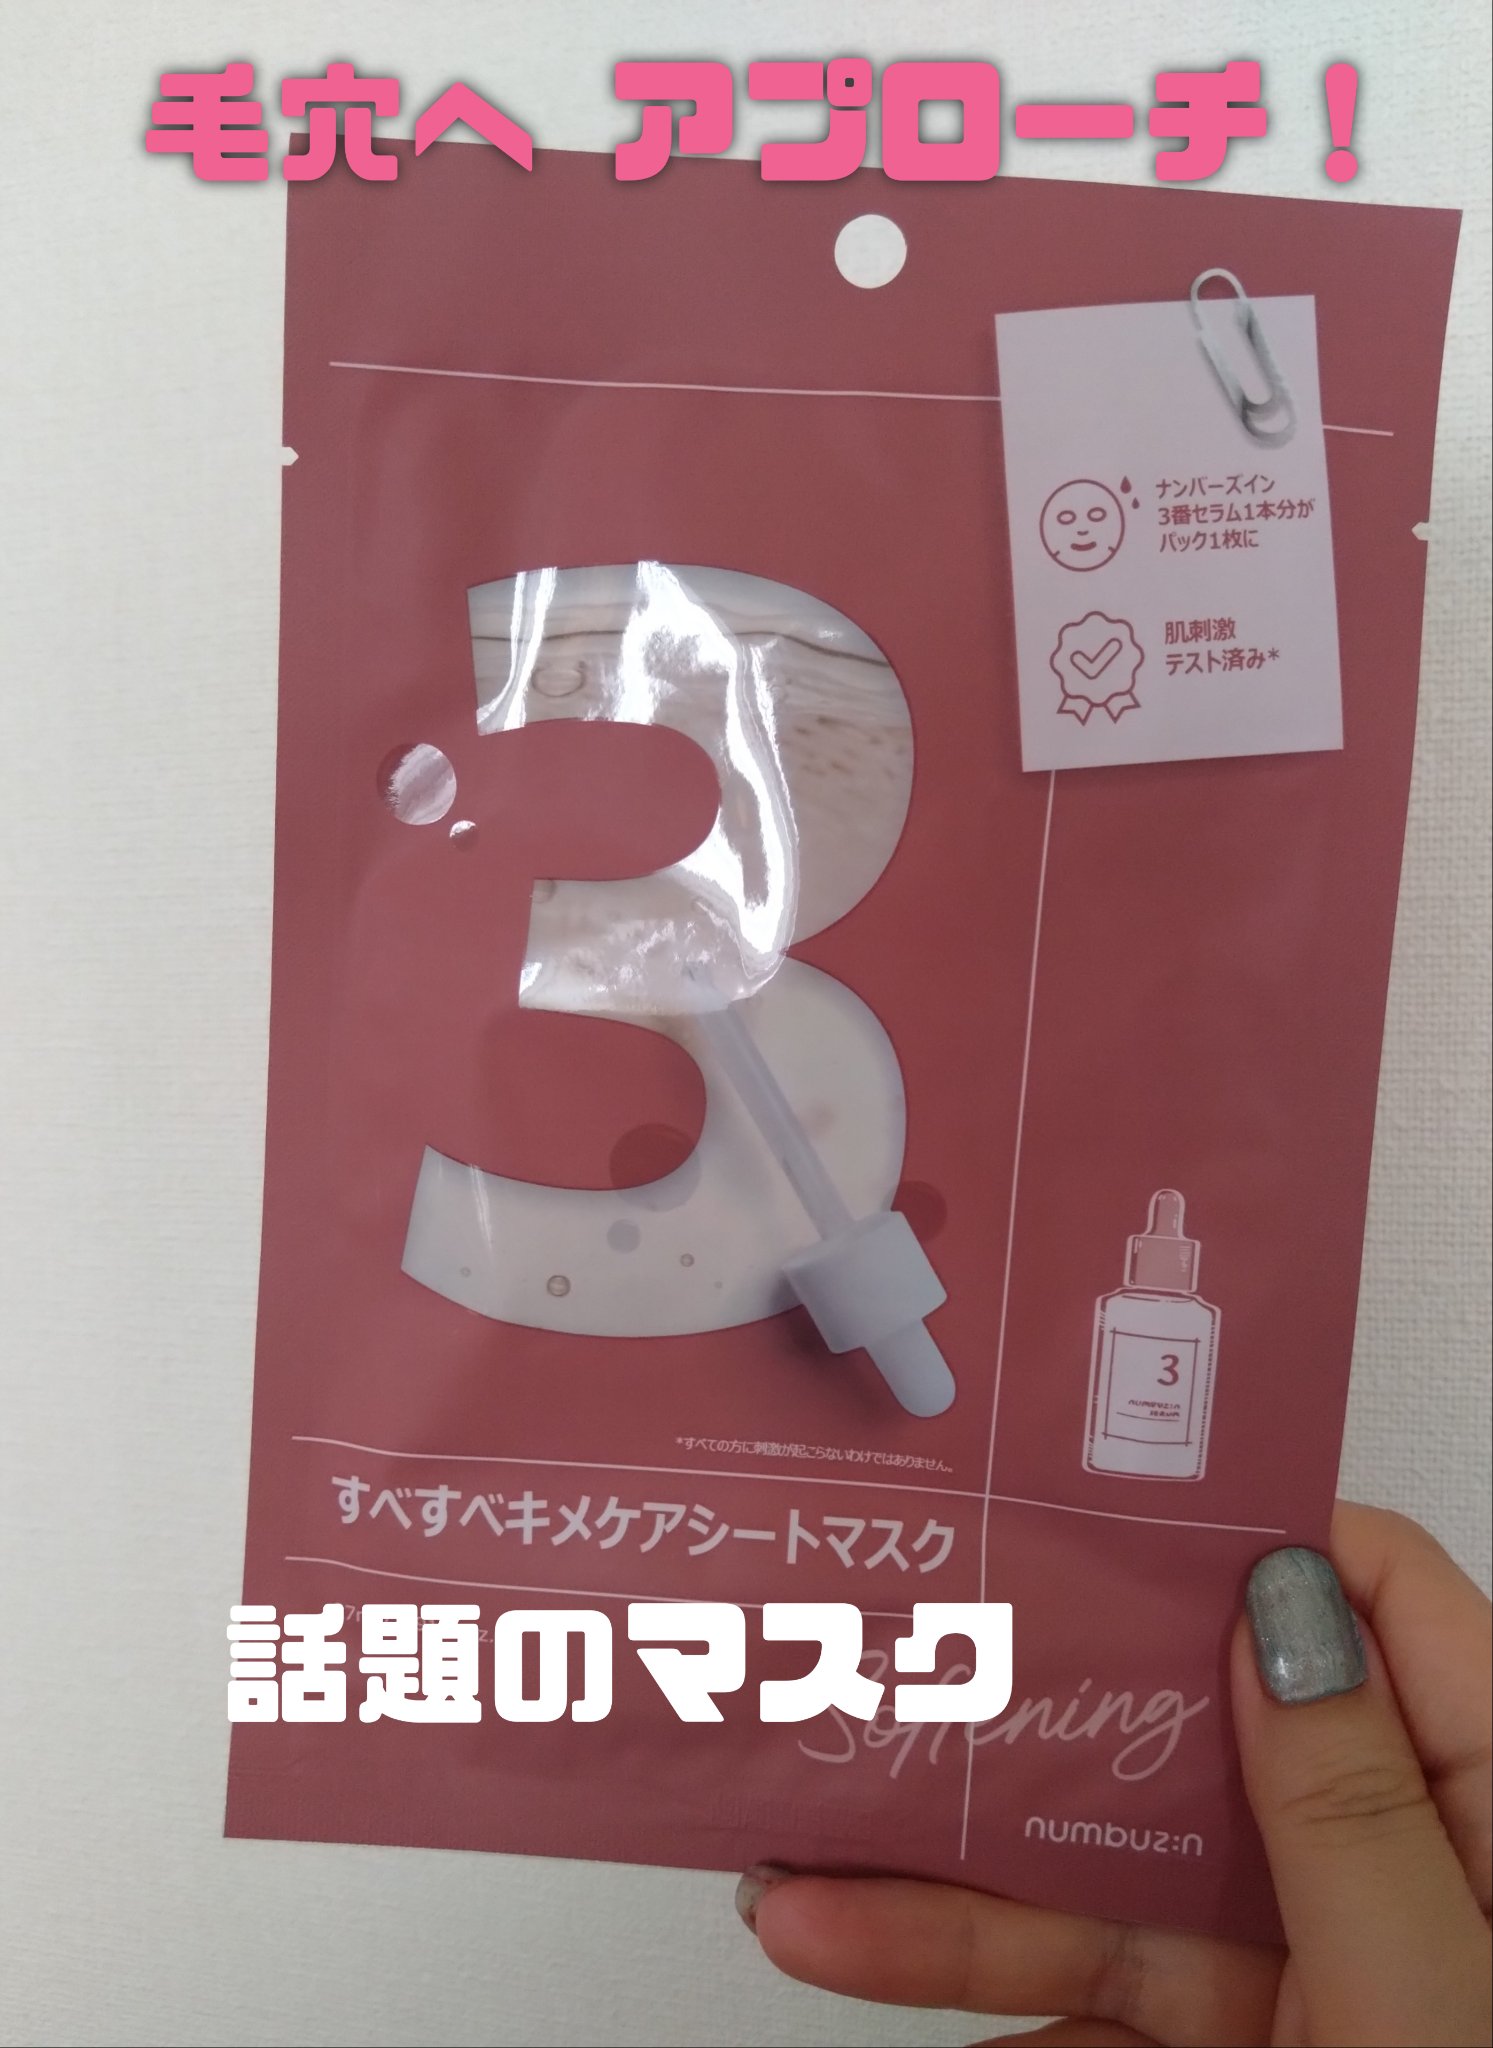 毛穴へ アプローチ！
ナンバーズイン
3番セラム1本分が
パック1枚に
肌刺激
テスト済み*
3
3
numbuz:n
serum
*すべての方に刺激が起こらないわけではありません。
すべすべキメケアシートマスク
話題のマスク
Softening
numbuz:n